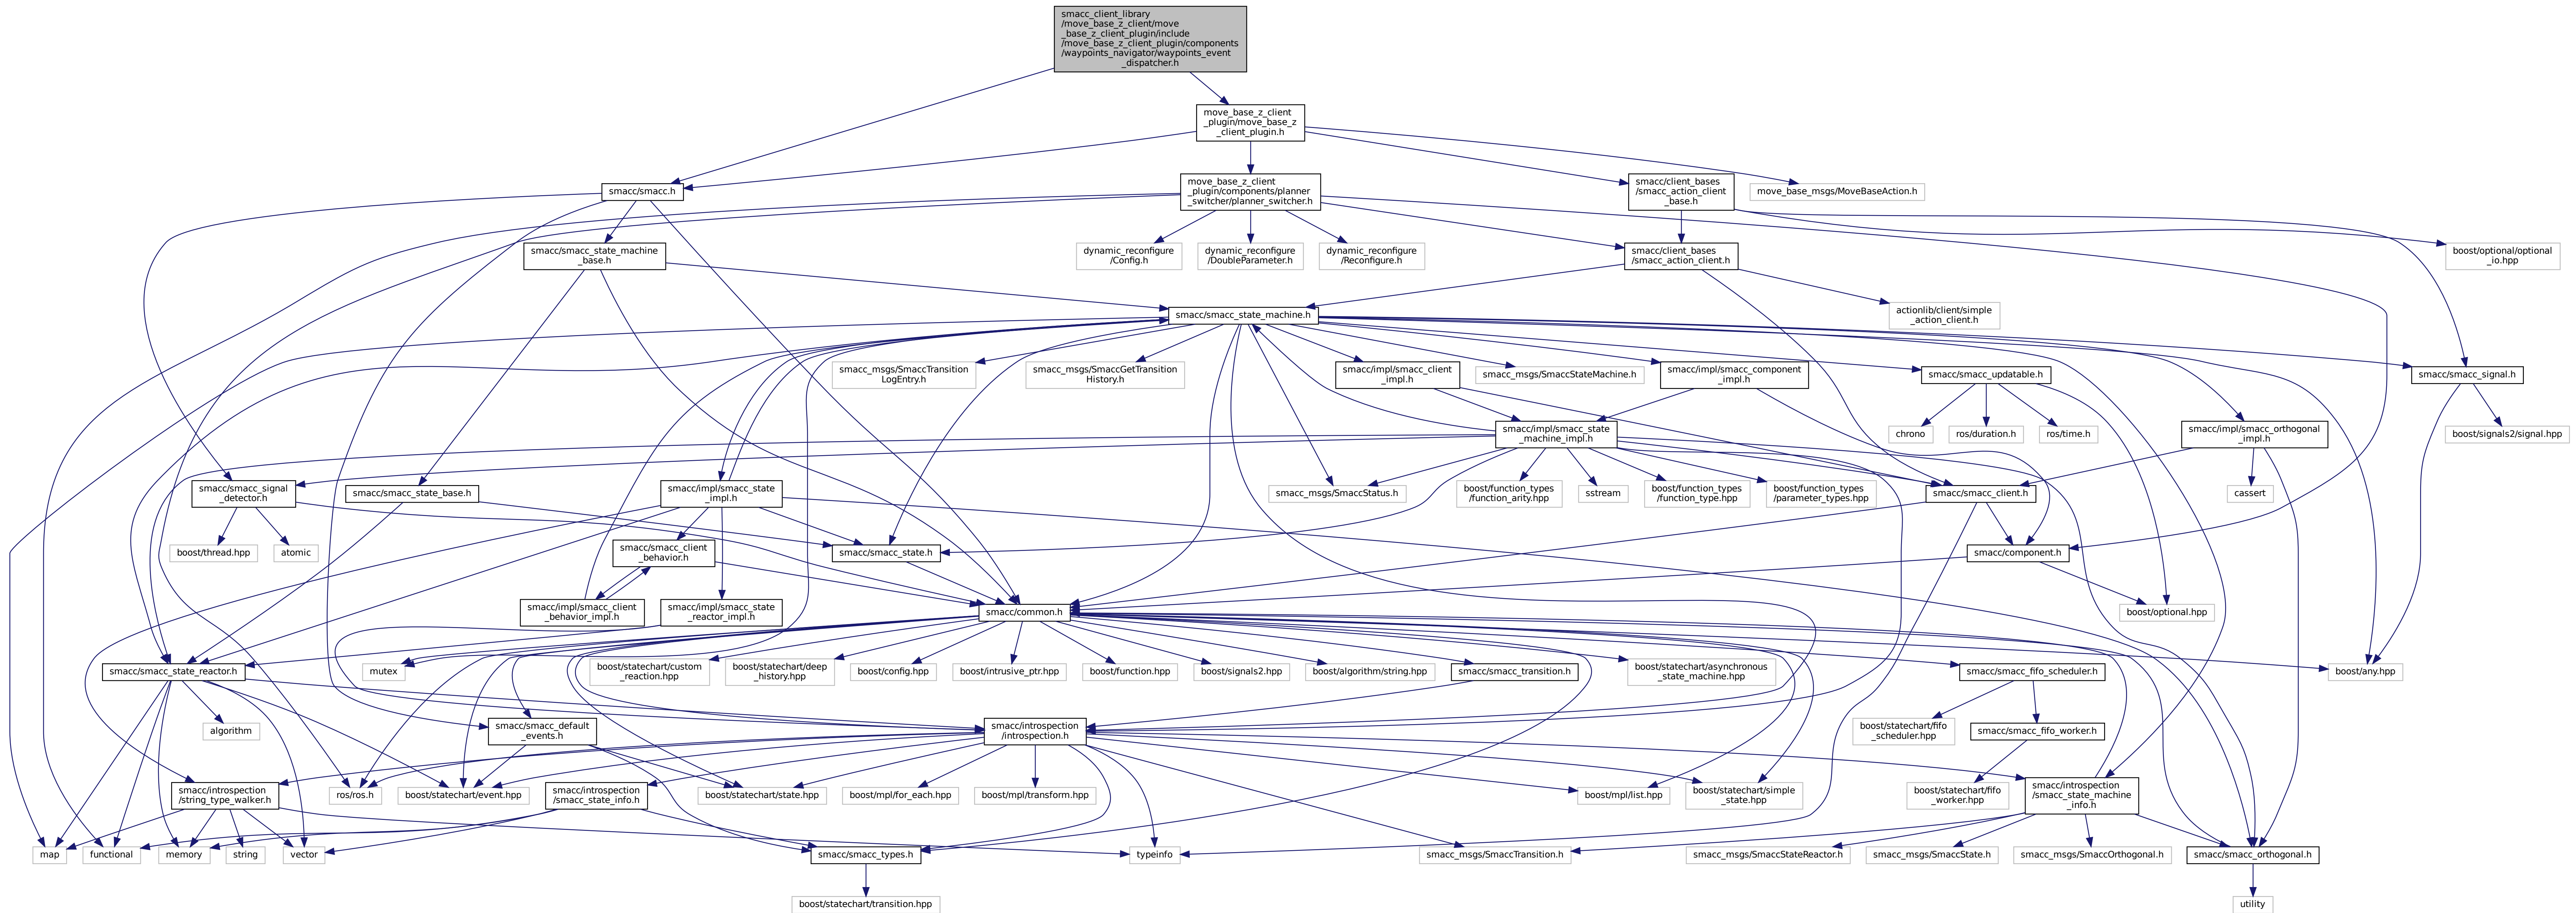 smacc_client_library
/move_base_z_client/move
_base_z_client_plugin/include
/move_base_z_client_plugin/components
/waypoints_navigator/waypoints_event
_dispatcher.h
move_base_z_client
_plugin/move_base_z
_client_plugin.h
smacc/smacc.h
move_base_z_client
_plugin/components/planner
_switcher/planner_switcher.h
smacc/client_bases
/smacc_action_client
_base.h
move_base_msgs/MoveBaseAction.h
smacc/smacc_state_machine
_base.h
dynamic_reconfigure
/Config.h
dynamic_reconfigure
/DoubleParameter.h
dynamic_reconfigure
/Reconfigure.h
smacc/client_bases
/smacc_action_client.h
boost/optional/optional
_io.hpp
smacc/smacc_state_machine.h
actionlib/client/simple
_action_client.h
smacc_msgs/SmaccTransition
LogEntry.h
smacc_msgs/SmaccGetTransition
History.h
smacc/impl/smacc_client
_impl.h
smacc_msgs/SmaccStateMachine.h
smacc/impl/smacc_component
_impl.h
smacc/smacc_updatable.h
smacc/smacc_signal.h
smacc/impl/smacc_state
_machine_impl.h
chrono
ros/duration.h
ros/time.h
smacc/impl/smacc_orthogonal
_impl.h
boost/signals2/signal.hpp
smacc/smacc_signal
_detector.h
smacc/smacc_state_base.h
smacc/impl/smacc_state
_impl.h
smacc_msgs/SmaccStatus.h
boost/function_types
/function_arity.hpp
sstream
boost/function_types
/function_type.hpp
boost/function_types
/parameter_types.hpp
smacc/smacc_client.h
cassert
boost/thread.hpp
atomic
smacc/smacc_client
_behavior.h
smacc/smacc_state.h
smacc/component.h
smacc/impl/smacc_client
_behavior_impl.h
smacc/impl/smacc_state
_reactor_impl.h
smacc/common.h
boost/optional.hpp
smacc/smacc_state_reactor.h
mutex
boost/statechart/custom
_reaction.hpp
boost/statechart/deep
_history.hpp
boost/config.hpp
boost/intrusive_ptr.hpp
boost/function.hpp
boost/signals2.hpp
boost/algorithm/string.hpp
smacc/smacc_transition.h
boost/statechart/asynchronous
_state_machine.hpp
smacc/smacc_fifo_scheduler.h
boost/any.hpp
algorithm
smacc/smacc_default
_events.h
smacc/introspection
/introspection.h
boost/statechart/fifo
_scheduler.hpp
smacc/smacc_fifo_worker.h
smacc/introspection
/string_type_walker.h
ros/ros.h
boost/statechart/event.hpp
smacc/introspection
/smacc_state_info.h
boost/statechart/state.hpp
boost/mpl/for_each.hpp
boost/mpl/transform.hpp
boost/mpl/list.hpp
boost/statechart/simple
_state.hpp
boost/statechart/fifo
_worker.hpp
smacc/introspection
/smacc_state_machine
_info.h
map
functional
memory
string
vector
smacc/smacc_types.h
typeinfo
smacc_msgs/SmaccTransition.h
smacc_msgs/SmaccStateReactor.h
smacc_msgs/SmaccState.h
smacc_msgs/SmaccOrthogonal.h
smacc/smacc_orthogonal.h
boost/statechart/transition.hpp
utility